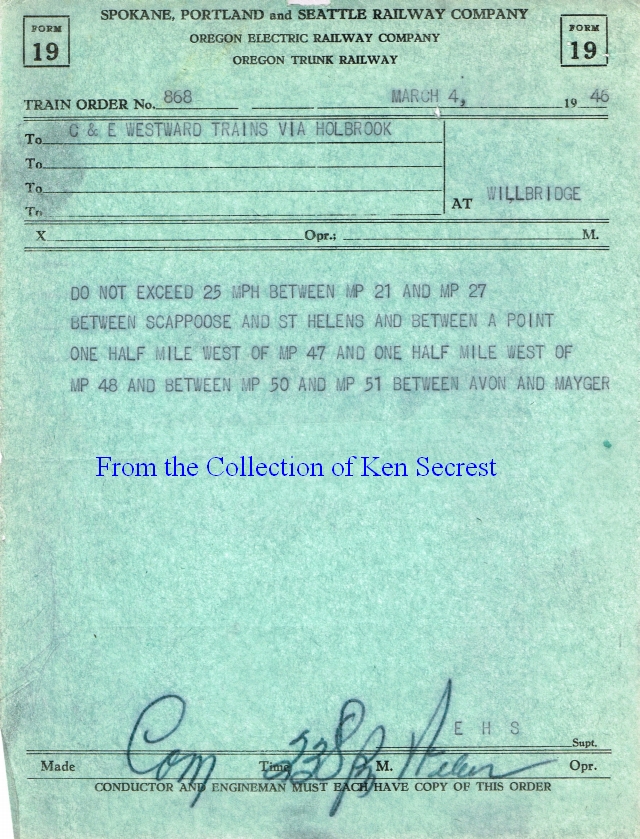 FORM 19
SPOKANE, PORTLAND and SEATTLE RAILWAY COMPANY
OREGON ELECTRIC RAILWAY COMPANY
OREGON TRUNK RAILWAY
FORM 19
TRAIN ORDER No. 868 MARCH 4, 19 46
To C & E WESTWARD TRAINS VIA HOLBROOK
To
To
To
AT WILLBRIDGE
X Opr.; M.
DO NOT EXCEED 25 MPH BETWEEN MP 21 AND MP 27
BETWEEN SCAPPOOSE AND ST HELENS AND BETWEEN A POINT
ONE HALF MILE WEST OF MP 47 AND ONE HALF MILE WEST OF
MP 48 AND BETWEEN MP 50 AND MP 51 BETWEEN AVON AND MAYGER
From the Collection of Ken Secrest
E H S
Supt.
Made Com Time M. Opr.
CONDUCTOR AND ENGINEMAN MUST EACH HAVE COPY OF THIS ORDER